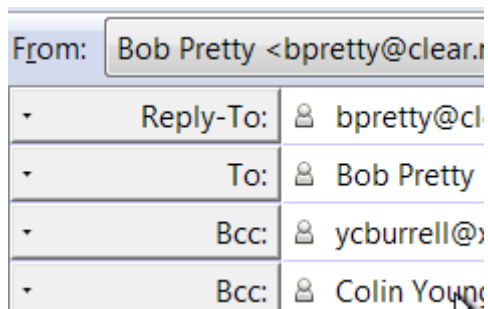 From: Bob Pretty <bpretty@clear.
Reply-To: bpretty@cl
To: Bob Pretty
Bcc: ycburrell@
Bcc: Colin Young